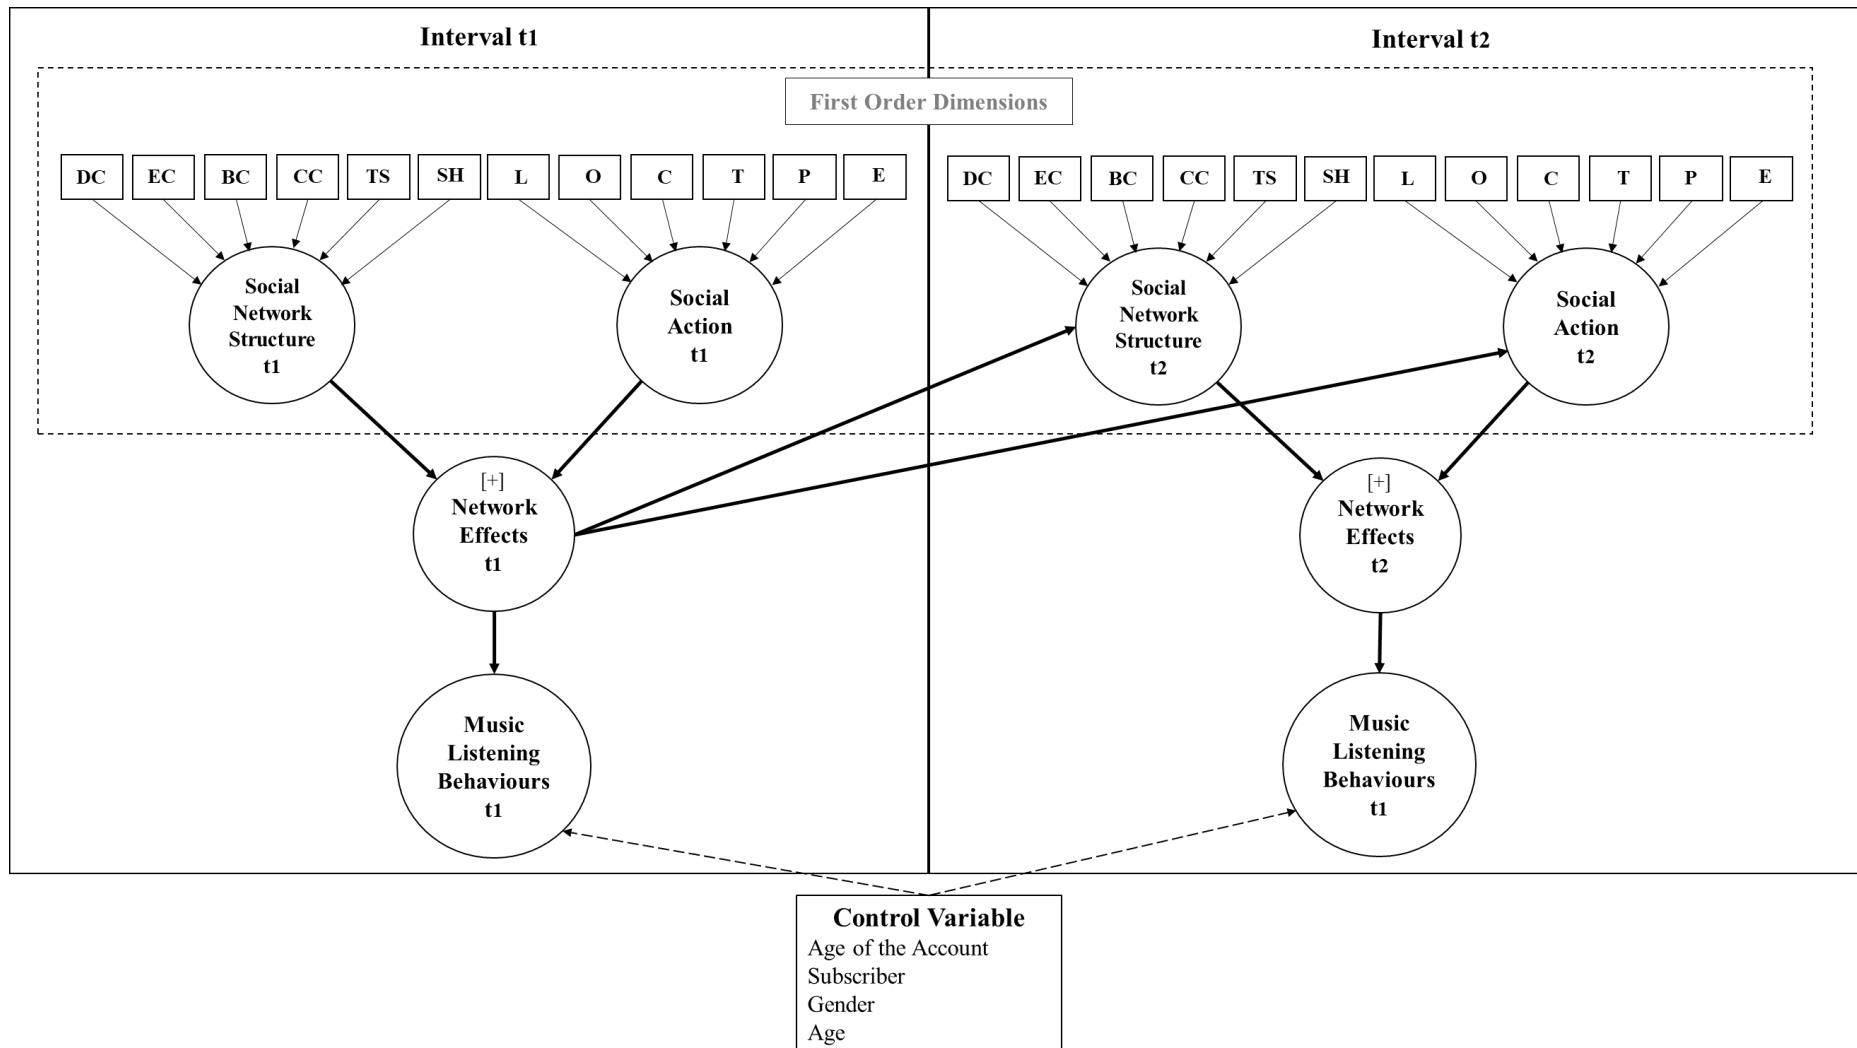 Interval t1
Interval t2
First Order Dimensions
DC EC BC CC TS SH L O C T P E
DC EC BC CC TS SH L O C T P E
Social
Network
Structure
t1
Social
Action
t1
Social
Network
Structure
t2
Social
Action
t2
[+]
Network
Effects
t1
[+]
Network
Effects
t2
Music
Listening
Behaviours
t1
Music
Listening
Behaviours
t1
Control Variable
Age of the Account
Subscriber
Gender
Age